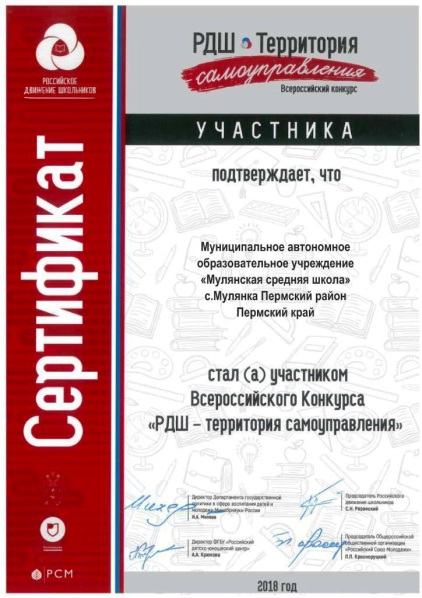 РОССИЙСКОЕ
ДВИЖЕНИЕ ШКОЛЬНИКОВ
Сертификат
РДШ Территория
самоуправления
Всероссийский конкурс
УЧАСТНИКА
подтверждает, что
Муниципальное автономное
образовательное учреждение
«Мулянская средняя школа»
с.Мулянка Пермский район
Пермский край
стал (а) участником
Всероссийского Конкурса
«РДШ – территория самоуправления»
Директор Департамента государственной
политики в сфере воспитания детей и
молодежи Минобрнауки России
И.А. Михеев
Председатель Российского
движения школьников
С.Н. Рязанский
Директор ФГБУ «Российский
детско-юношеский центр»
А.А. Крюкова
Председатель Общероссийской
общественной организации
«Российский Союз Молодежи»
П.П. Красноруцкий
РСМ
2018 год